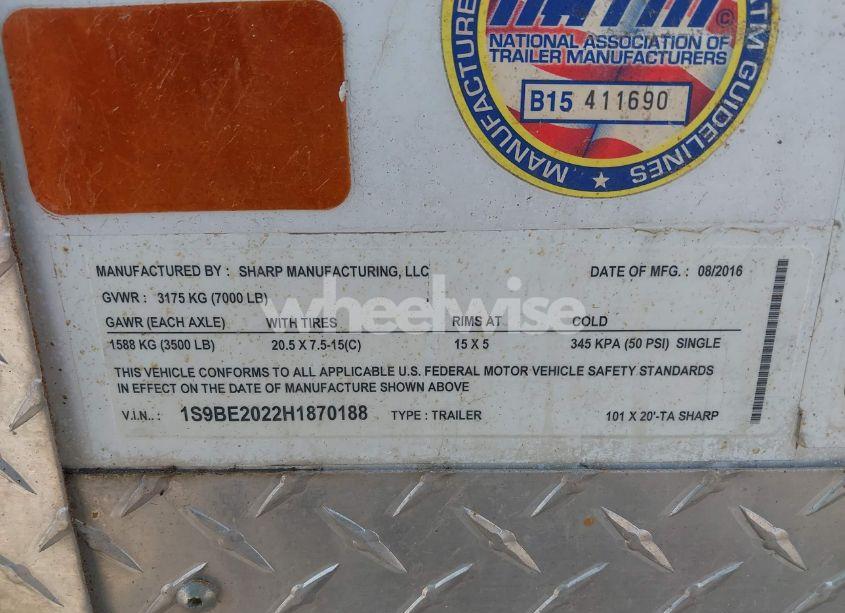 NATM
©
NATIONAL ASSOCIATION OF
TRAILER MANUFACTURERS
B15 411690
MANUFACTURE
TM GUIDELINES
MANUFACTURED BY : SHARP MANUFACTURING, LLC DATE OF MFG. : 08/2016
GVWR : 3175 KG (7000 LB)
GAWR (EACH AXLE) WITH TIRES RIMS AT COLD
1588 KG (3500 LB) 20.5 X 7.5-15(C) 15 X 5 345 KPA (50 PSI) SINGLE
THIS VEHICLE CONFORMS TO ALL APPLICABLE U.S. FEDERAL MOTOR VEHICLE SAFETY STANDARDS
IN EFFECT ON THE DATE OF MANUFACTURE SHOWN ABOVE
V.I.N.. : 1S9BE2022H1870188 TYPE : TRAILER 101 X 20'-TA SHARP
wheelwise